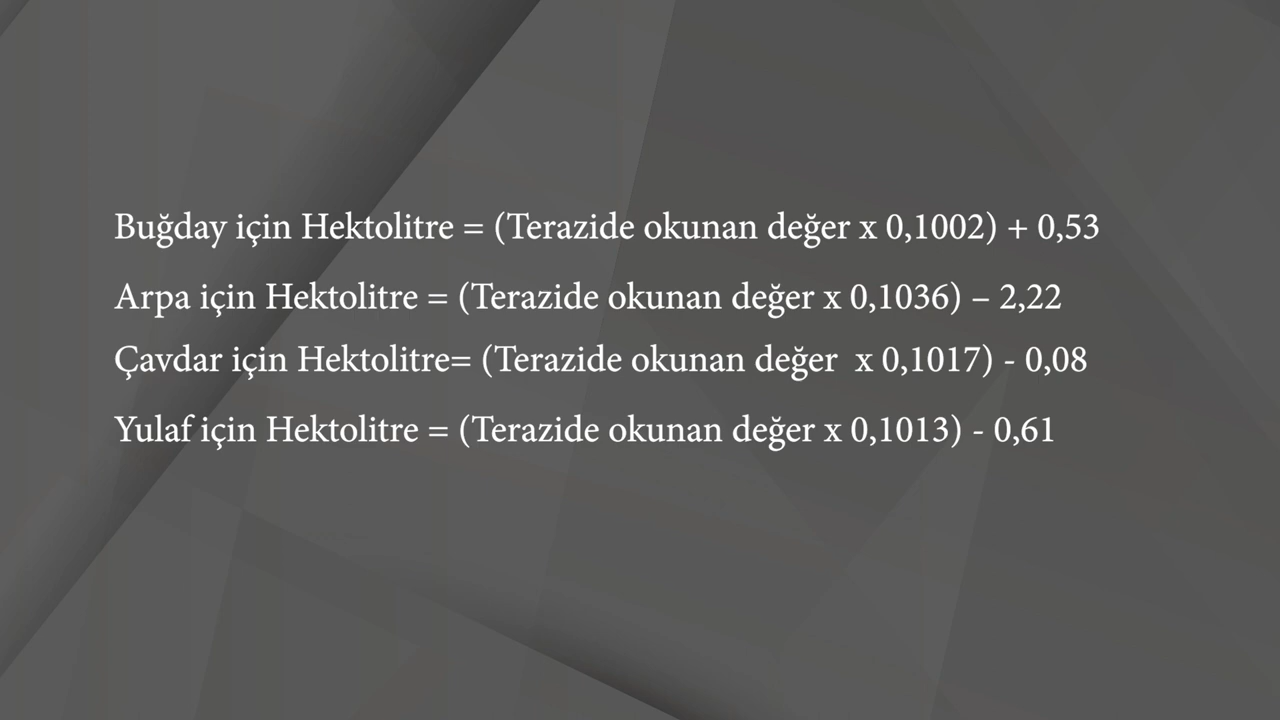 Buğday için Hektolitre = (Terazide okunan değer x 0,1002) + 0,53
Arpa için Hektolitre = (Terazide okunan değer x 0,1036) – 2,22
Çavdar için Hektolitre= (Terazide okunan değer  x 0,1017) - 0,08
Yulaf için Hektolitre = (Terazide okunan değer x 0,1013) - 0,61